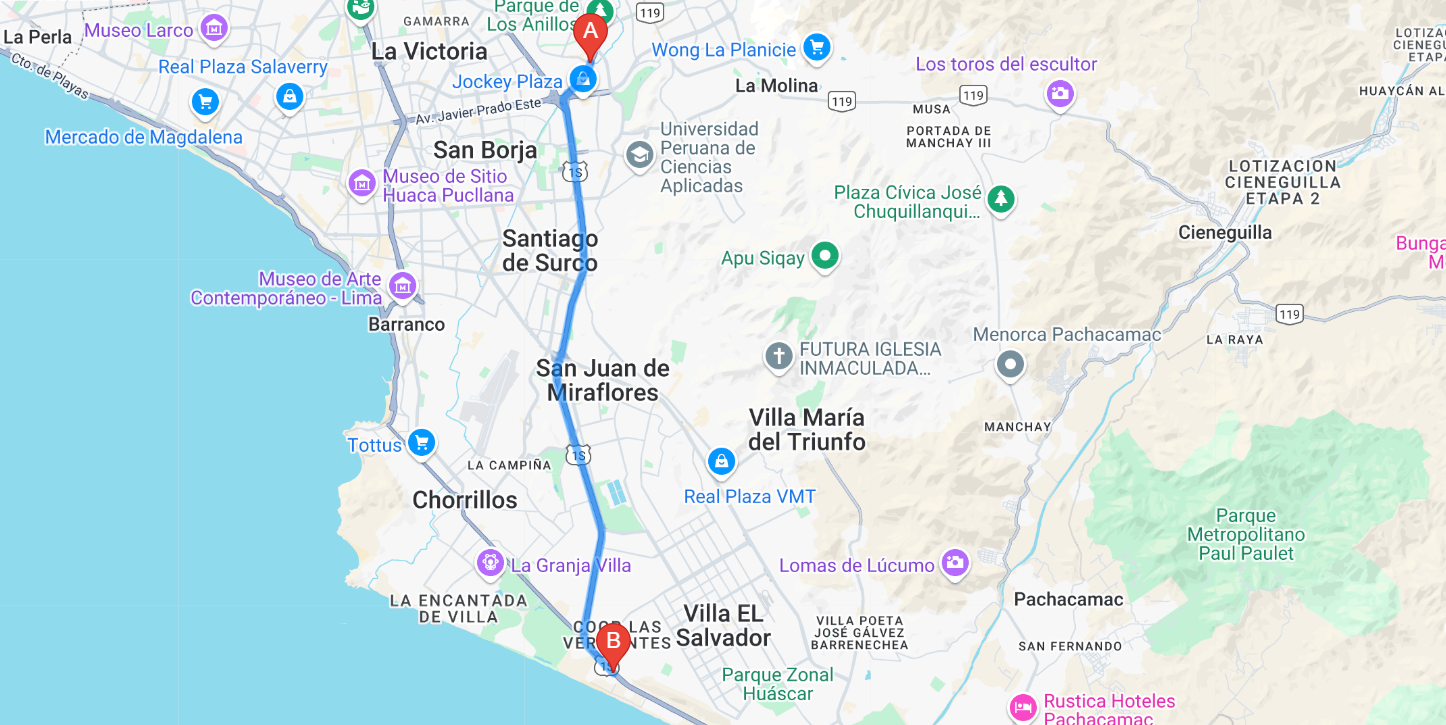 Parque de
Los Anillos
119
GAMARRA
La Perla
Museo Larco
La Victoria
A
Wong La Planicie
LOTIZA
CIENEGU
ETAPA
Real Plaza Salaverry
Jockey Plaza
La Molina
Los toros del escultor
Cto. de Playas
119
119
MUSA
HUAYCÁN AL
Av. Javier Prado Este
Mercado de Magdalena
San Borja
Universidad
Peruana de
Ciencias
Aplicadas
PORTADA DE
MANCHAY III
1S
Museo de Sitio
Huaca Pucllana
LOTIZACION
CIENEGUILLA
ETAPA 2
Plaza Cívica José
Chuquillanqui...
Santiago
de Surco
Cieneguilla
Bunga
M
Apu Siqay
Museo de Arte
Contemporáneo - Lima
Barranco
119
Menorca Pachacamac
LA RAYA
FUTURA IGLESIA
INMACULADA...
San Juan de
Miraflores
Villa María
del Triunfo
MANCHAY
Tottus
1S
LA CAMPIÑA
Real Plaza VMT
Chorrillos
Parque
Metropolitano
Paul Paulet
La Granja Villa
Lomas de Lúcumo
LA ENCANTADA
DE VILLA
Pachacamac
Villa EL
Salvador
COOP LAS
VER NTES
B
1S
VILLA POETA
JOSÉ GÁLVEZ
BARRENECHEA
SAN FERNANDO
Parque Zonal
Huáscar
Rustica Hoteles
Pachacamac